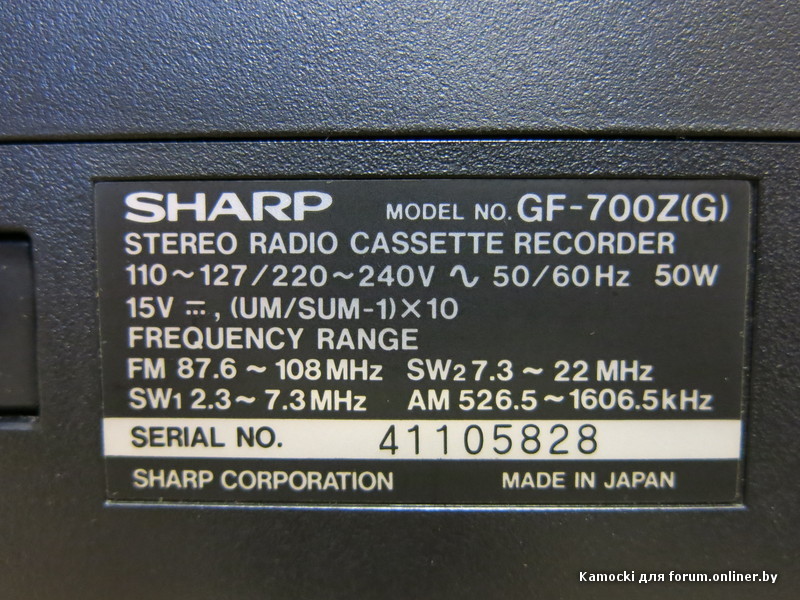 SHARP MODEL NO. GF-700Z(G)
STEREO RADIO CASSETTE RECORDER
110~127/220~240V ∿ 50/60Hz 50W
15V ⎓, (UM/SUM-1)×10
FREQUENCY RANGE
FM 87.6~108MHz SW2 7.3~22 MHz
SW1 2.3~7.3MHz AM 526.5~1606.5kHz
SERIAL NO. 41105828
SHARP CORPORATION MADE IN JAPAN
Kamocki для forum.onliner.by